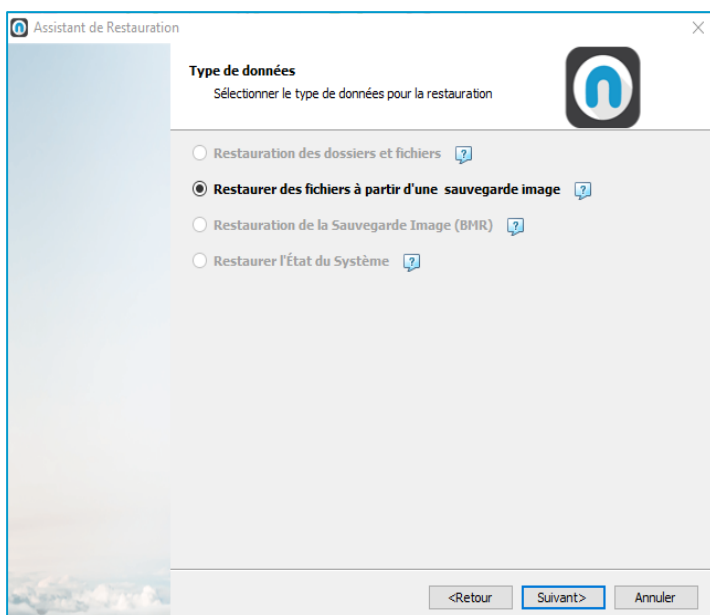 Assistant de Restauration
Type de données
Sélectionner le type de données pour la restauration
Restauration des dossiers et fichiers ?
Restaurer des fichiers à partir d'une  sauvegarde image ?
Restauration de la Sauvegarde Image (BMR) ?
Restaurer l'État du Système ?
<Retour Suivant> Annuler